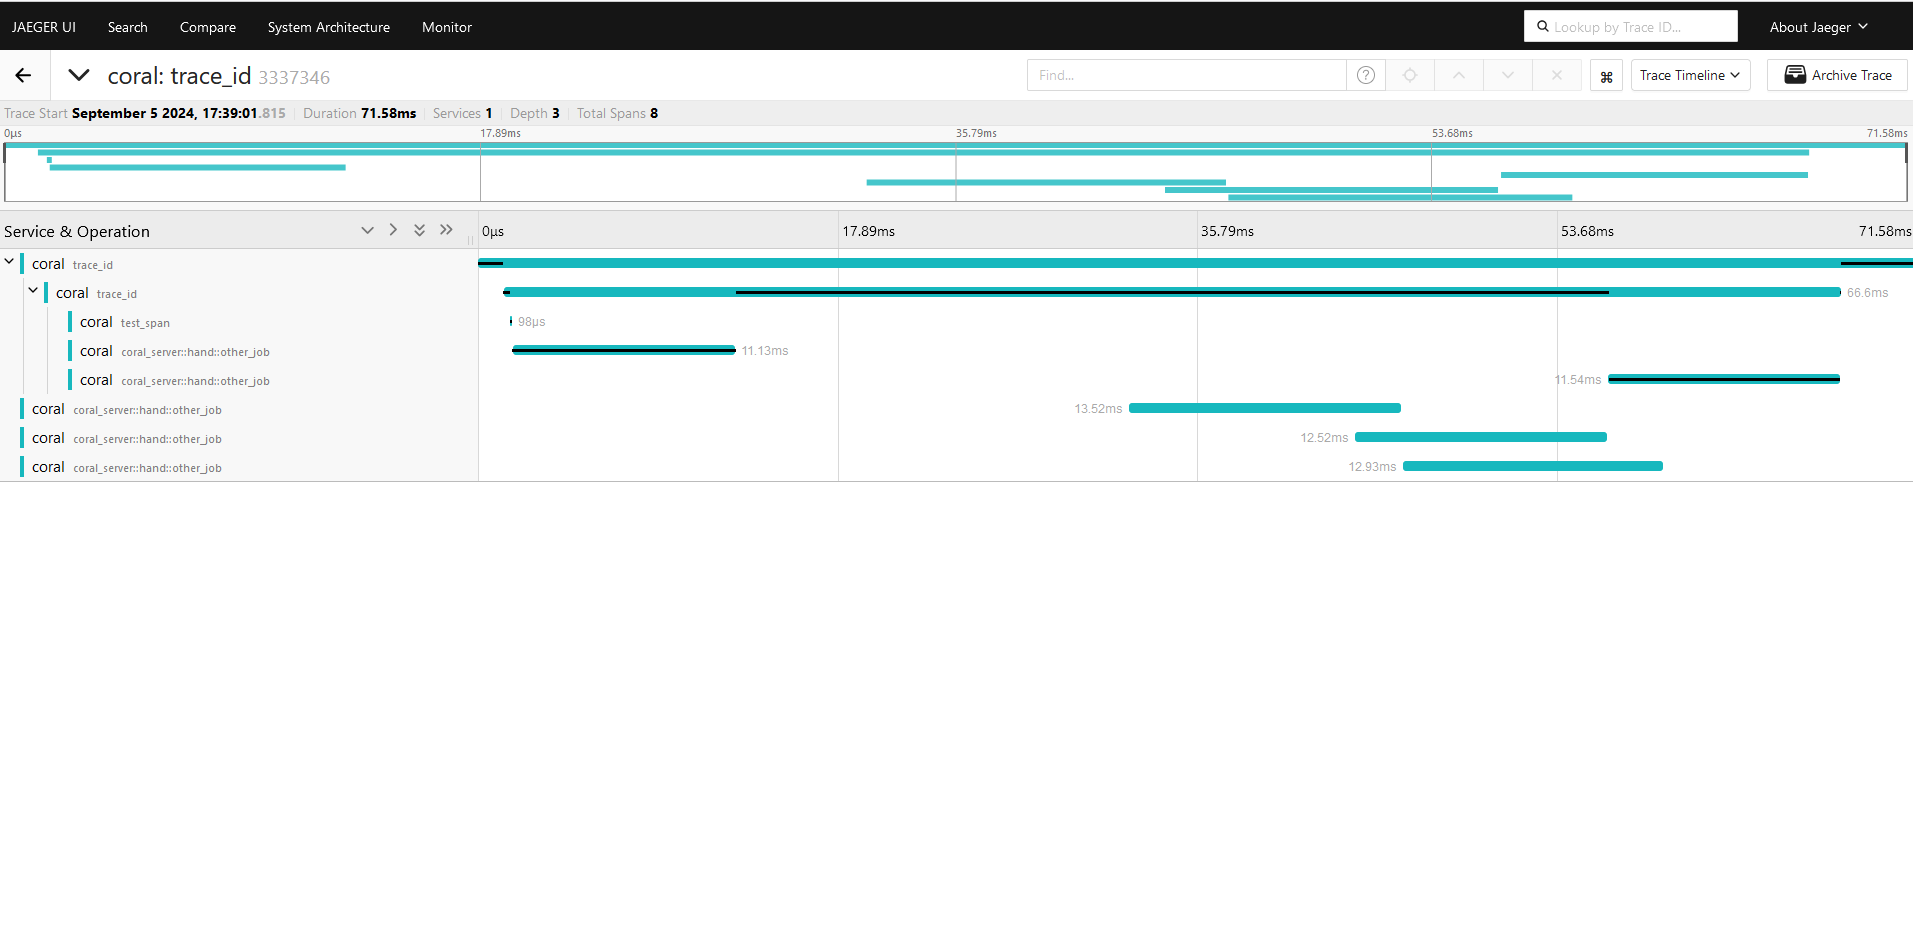 JAEGER UI Search Compare System Architecture Monitor Lookup by Trace ID... About Jaeger
coral: trace_id 3337346 Find... ? ⌘ Trace Timeline Archive Trace
Trace Start September 5 2024, 17:39:01.815 Duration 71.58ms Services 1 Depth 3 Total Spans 8
0μs 17.89ms 35.79ms 53.68ms 71.58ms
Service & Operation 0μs 17.89ms 35.79ms 53.68ms 71.58ms
coral trace_id
coral trace_id 66.6ms
coral test_span 98μs
coral coral_server::hand::other_job 11.13ms
coral coral_server::hand::other_job 11.54ms
coral coral_server::hand::other_job 13.52ms
coral coral_server::hand::other_job 12.52ms
coral coral_server::hand::other_job 12.93ms